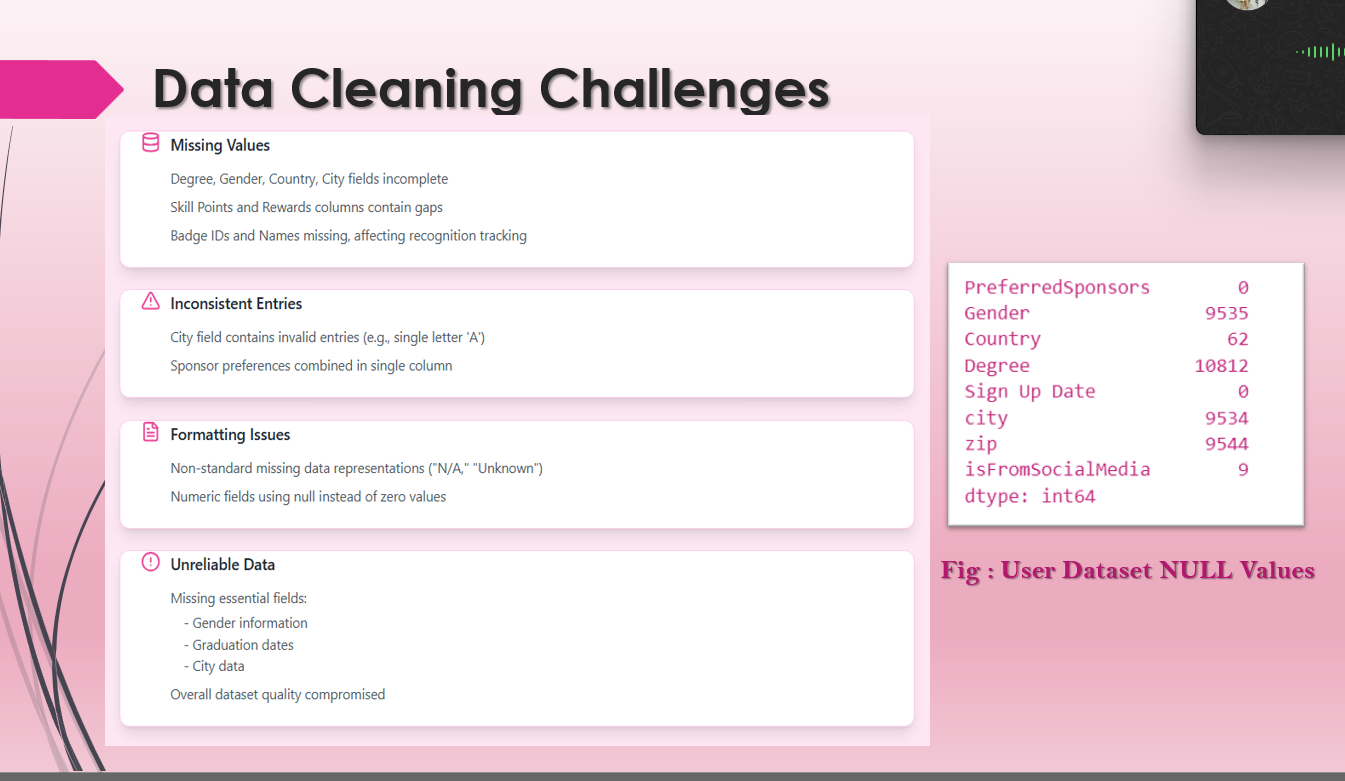 Data Cleaning Challenges
Missing Values
Degree, Gender, Country, City fields incomplete
Skill Points and Rewards columns contain gaps
Badge IDs and Names missing, affecting recognition tracking
Inconsistent Entries
City field contains invalid entries (e.g., single letter 'A')
Sponsor preferences combined in single column
Formatting Issues
Non-standard missing data representations ("N/A," "Unknown")
Numeric fields using null instead of zero values
Unreliable Data
Missing essential fields:
- Gender information
- Graduation dates
- City data
Overall dataset quality compromised
PreferredSponsors 0
Gender 9535
Country 62
Degree 10812
Sign Up Date 0
city 9534
zip 9544
isFromSocialMedia 9
dtype: int64
Fig : User Dataset NULL Values